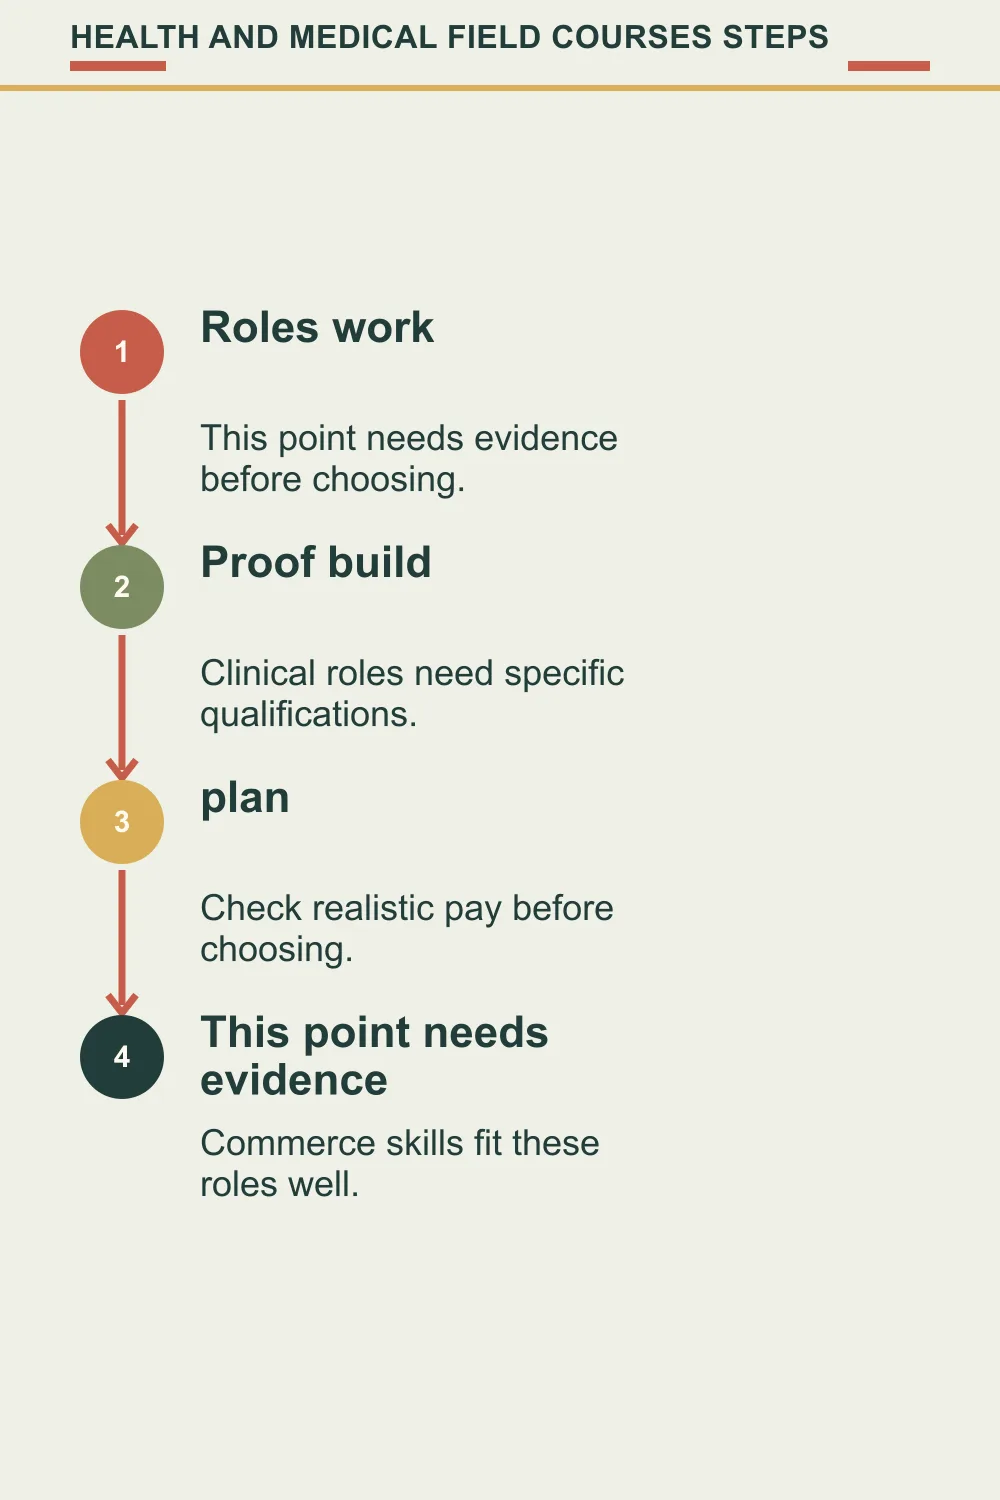 HEALTH AND MEDICAL FIELD COURSES STEPS
1
Roles work
This point needs evidence
before choosing.
2
Proof build
Clinical roles need specific
qualifications.
3
plan
Check realistic pay before
choosing.
4
This point needs
evidence
Commerce skills fit these
roles well.